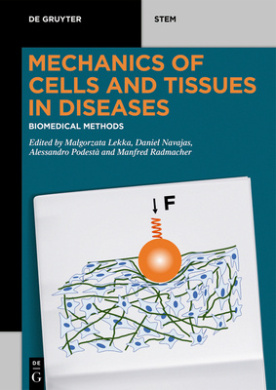 DE GRUYTER
STEM
MECHANICS OF
CELLS AND TISSUES
IN DISEASES
BIOMEDICAL METHODS
Edited by Malgorzata Lekka, Daniel Navajas,
Alessandro Podestà and Manfred Radmacher
F
DE
G